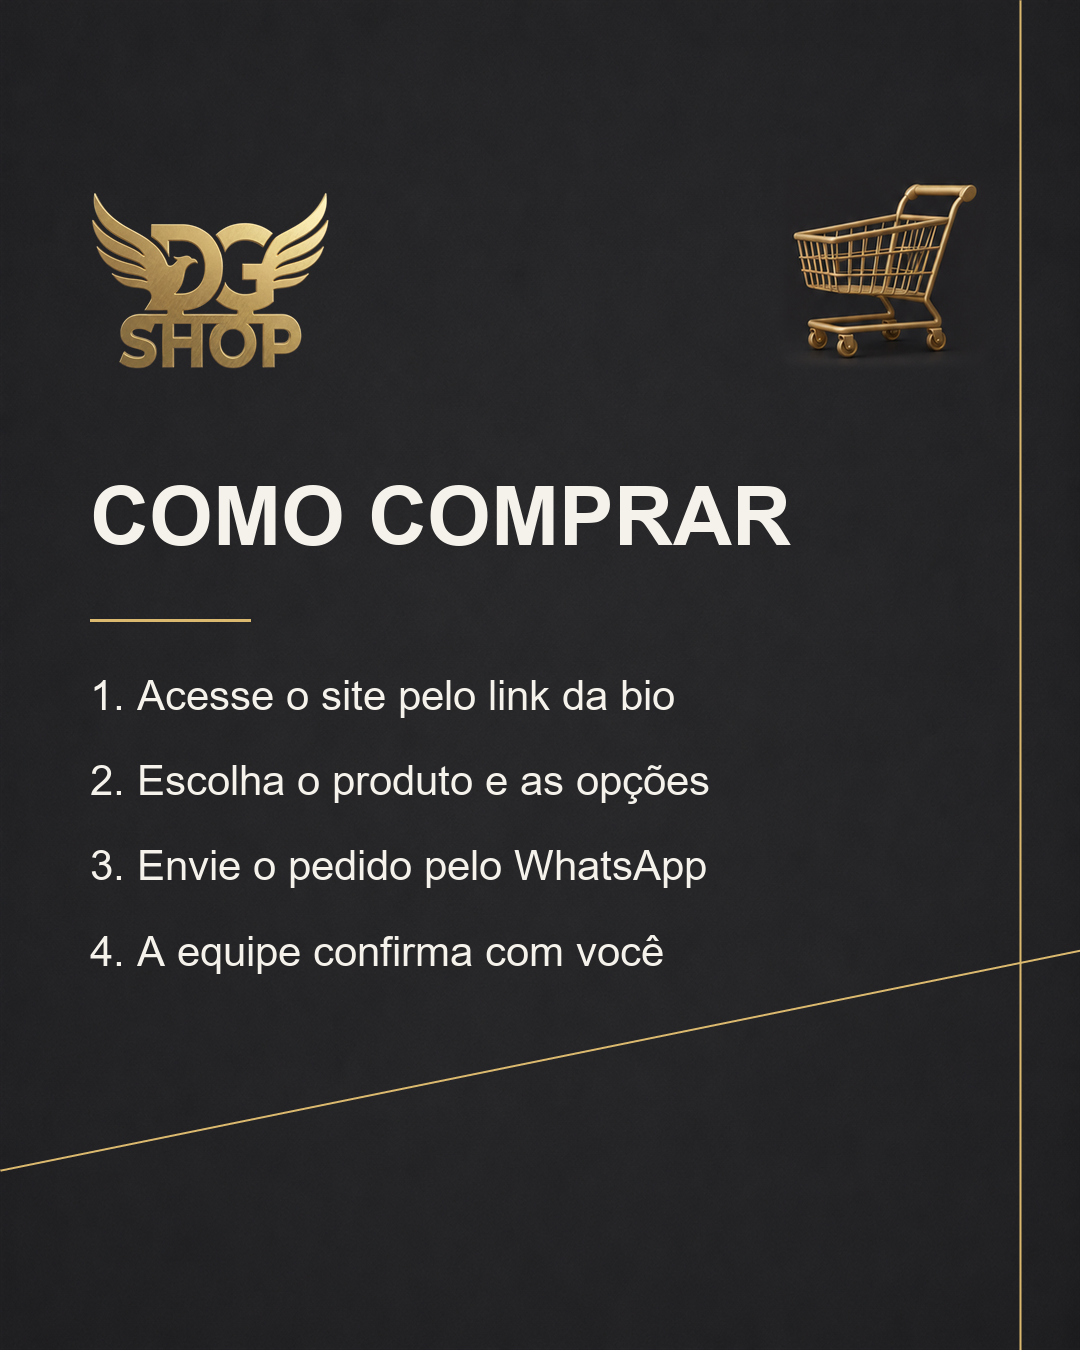 DG
SHOP
COMO COMPRAR
1. Acesse o site pelo link da bio
2. Escolha o produto e as opções
3. Envie o pedido pelo WhatsApp
4. A equipe confirma com você